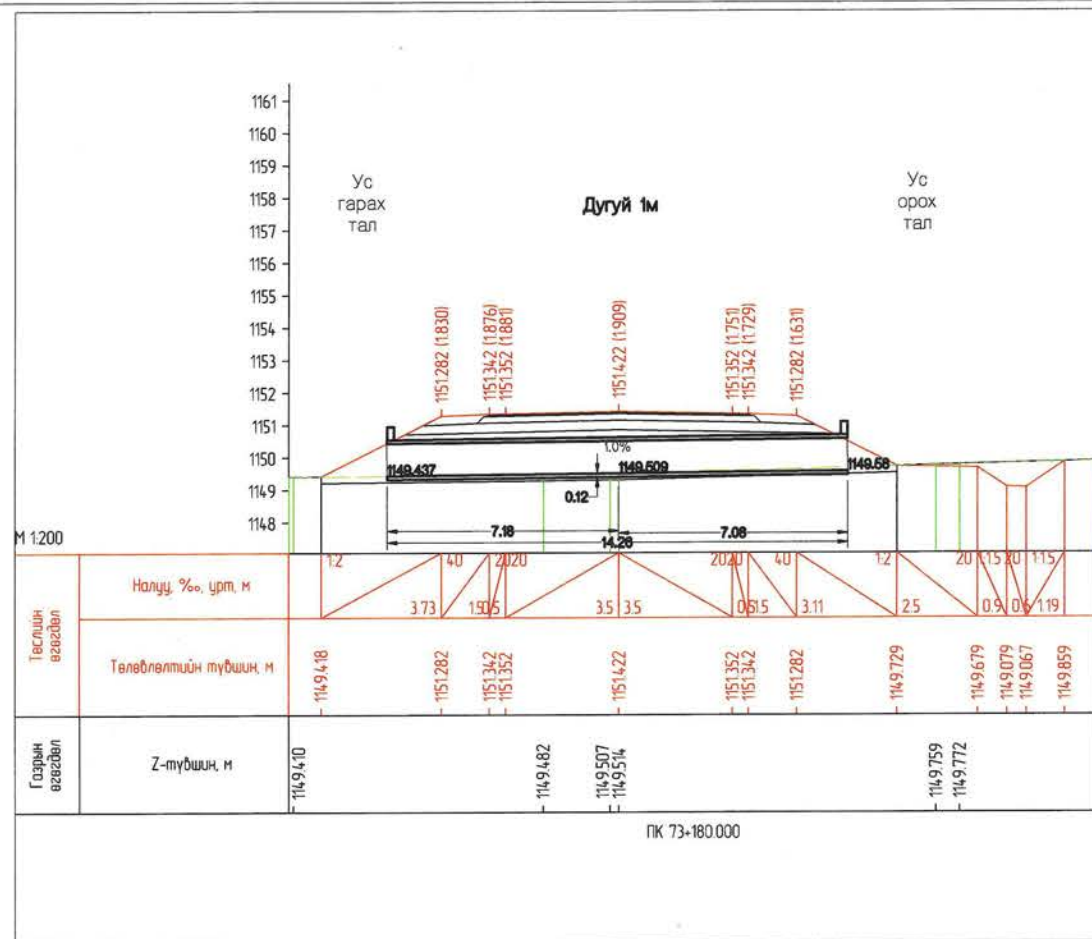 1161
1160
1159
1158
1157
1156
1155
1154
1153
1152
1151
1150
1149
1148
Ус
гарах
тал
Дугуй 1м
Ус
орох
тал
1151.282 (1.830)
1151.342 (1.876)
1151.352 (1.881)
1151.422 (1.909)
1151.352 (1.751)
1151.342 (1.729)
1151.282 (1.631)
1.0%
1149.437
1149.509
1149.58
0.12
7.18
7.08
14.26
М 1:200
Төслийн өгөгдөл
Налуу, ‰, урт, м
1:2 40 20 20 20 20 40 1:2 20 1:1.5 20 1:1.5
3.73 1.5 0.5 3.5 3.5 0.5 1.5 3.11 2.5 0.9 0.6 1.19
Төлөвлөлтийн түвшин, м
1149.418 1151.282 1151.342 1151.352 1151.422 1151.352 1151.342 1151.282 1149.729 1149.679 1149.079 1149.067 1149.859
Газрын өгөгдөл
Z-түвшин, м
1149.410 1149.482 1149.507 1149.514 1149.759 1149.772
ПК 73+180.000